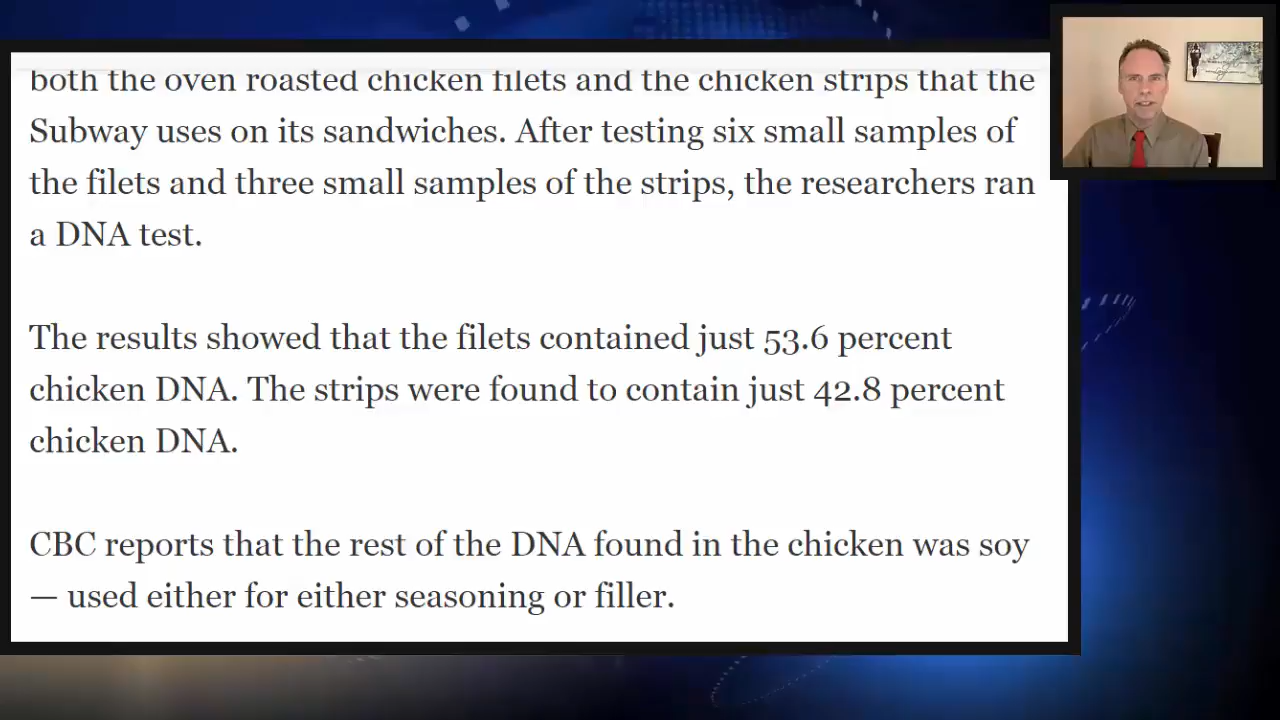 both the oven roasted chicken filets and the chicken strips that the
Subway uses on its sandwiches. After testing six small samples of
the filets and three small samples of the strips, the researchers ran
a DNA test.
The results showed that the filets contained just 53.6 percent
chicken DNA. The strips were found to contain just 42.8 percent
chicken DNA.
CBC reports that the rest of the DNA found in the chicken was soy
— used either for either seasoning or filler.